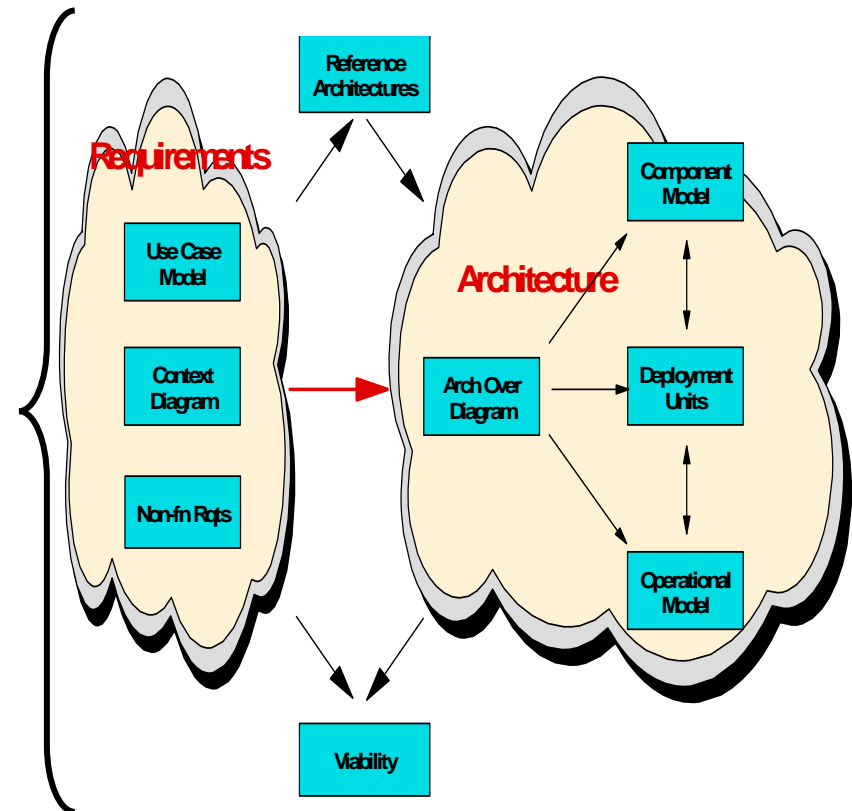 Reference
Architectures
Requirements
Component
Model
Use Case
Model
Architecture
Context
Diagram
Arch Over
Diagram
Deployment
Units
Non-fn Rqts
Operational
Model
Viability